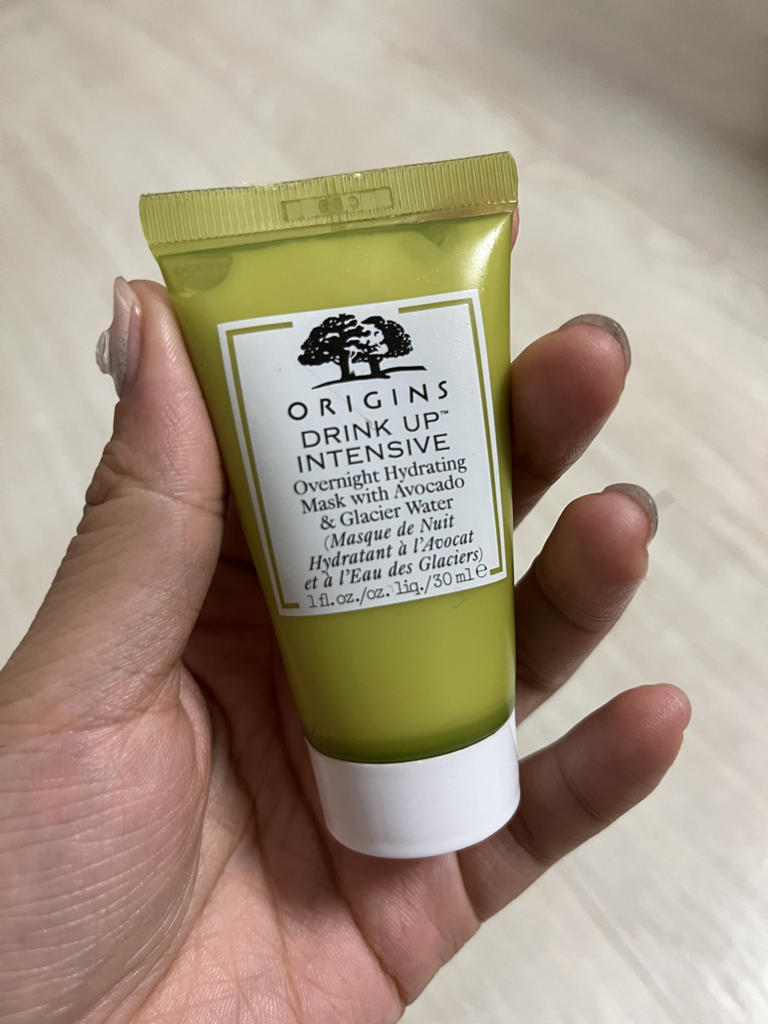 ORIGINS
DRINK UP™
INTENSIVE
Overnight Hydrating
Mask with Avocado
& Glacier Water
(Masque de Nuit
Hydratant à l'Avocat
et à l'Eau des Glaciers)
1 fl. oz./oz. liq./30 ml ℮